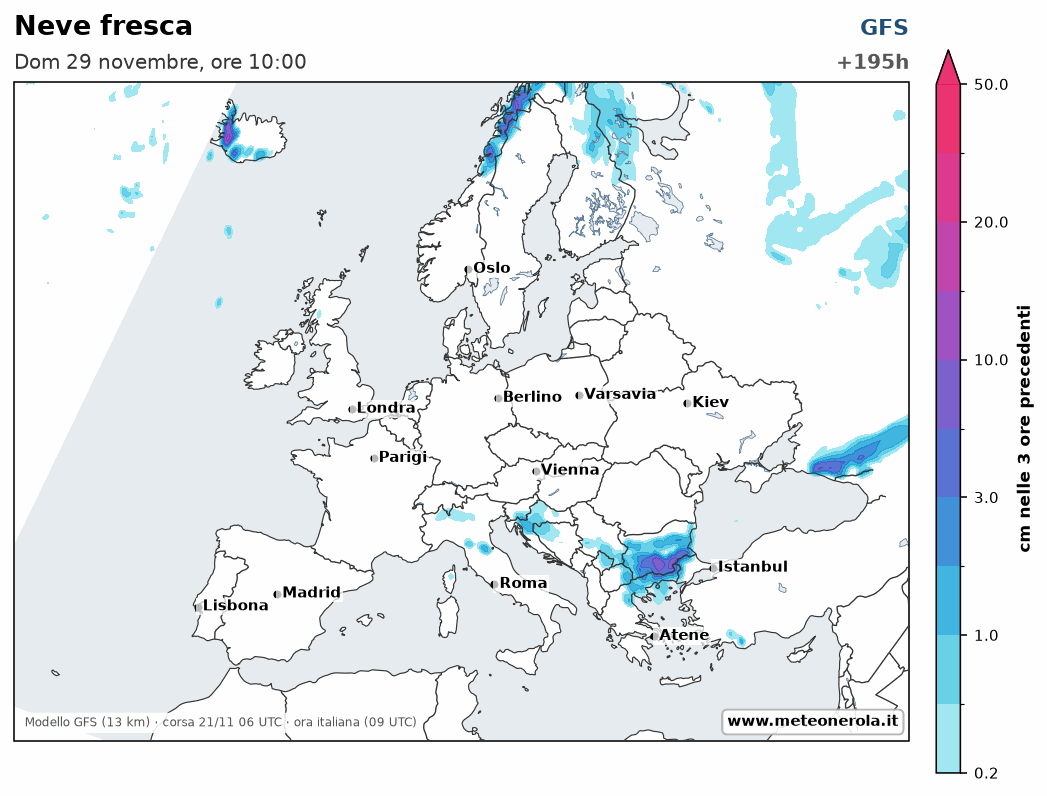 Neve fresca
GFS
Dom 29 novembre, ore 10:00
+195h
50.0
20.0
10.0
3.0
1.0
0.2
cm nelle 3 ore precedenti
Oslo
Berlino
Varsavia
Kiev
Londra
Parigi
Vienna
Istanbul
Roma
Madrid
Lisbona
Atene
Modello GFS (13 km) · corsa 21/11 06 UTC · ora italiana (09 UTC)
www.meteonerola.it